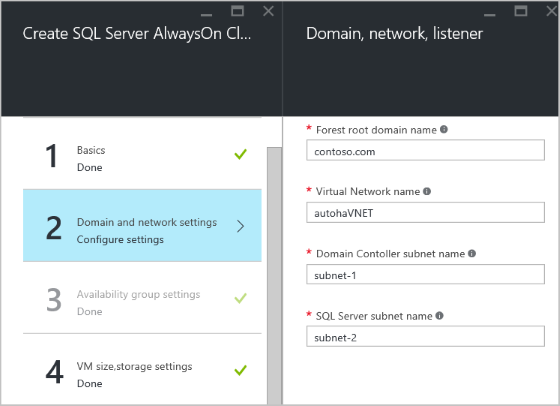 Create SQL Server AlwaysOn Cl...
1
Basics
Done
2
Domain and network settings
Configure settings
3
Availability group settings
Done
4
VM size,storage settings
Done
Domain, network, listener
* Forest root domain name
contoso.com
* Virtual Network name
autohaVNET
* Domain Contoller subnet name
subnet-1
* SQL Server subnet name
subnet-2